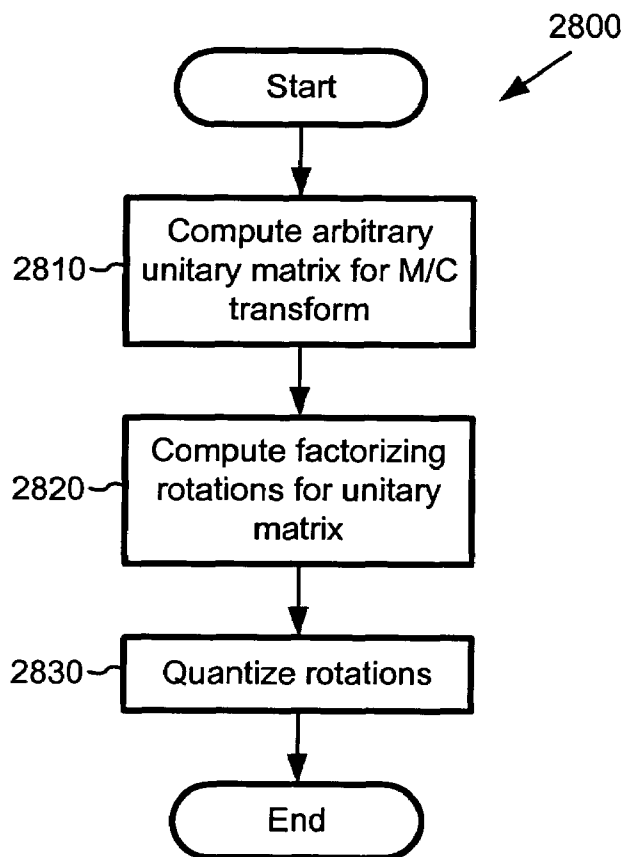 2800
Start
2810
Compute arbitrary
unitary matrix for M/C
transform
2820
Compute factorizing
rotations for unitary
matrix
2830
Quantize rotations
End